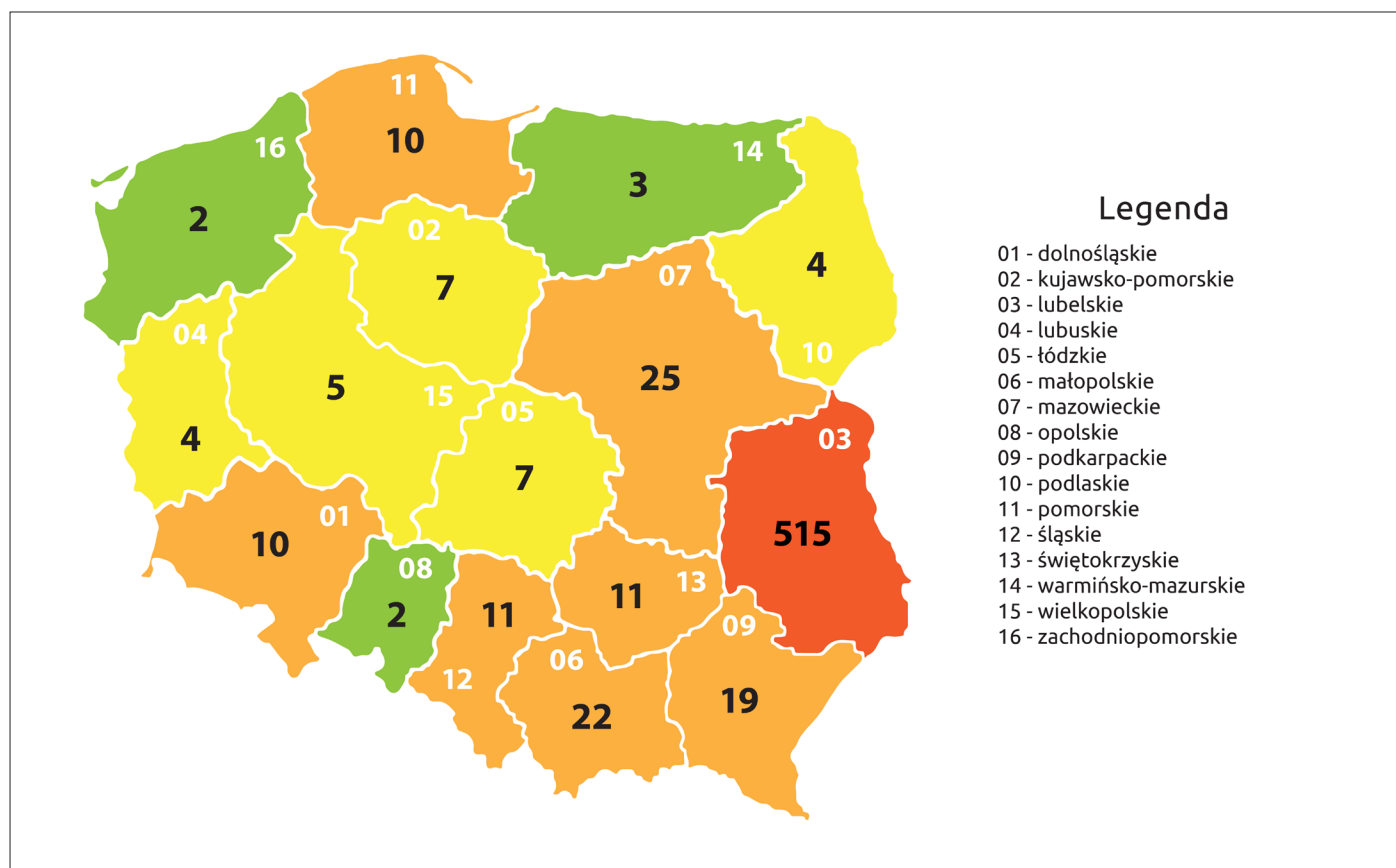 11
10
16
14
2
3
02
7
07
4
10
04
4
5
15
05
7
25
03
515
01
10
08
2
11
12
13
11
06
22
09
19
Legenda
01 - dolnośląskie
02 - kujawsko-pomorskie
03 - lubelskie
04 - lubuskie
05 - łódzkie
06 - małopolskie
07 - mazowieckie
08 - opolskie
09 - podkarpackie
10 - podlaskie
11 - pomorskie
12 - śląskie
13 - świętokrzyskie
14 - warmińsko-mazurskie
15 - wielkopolskie
16 - zachodniopomorskie